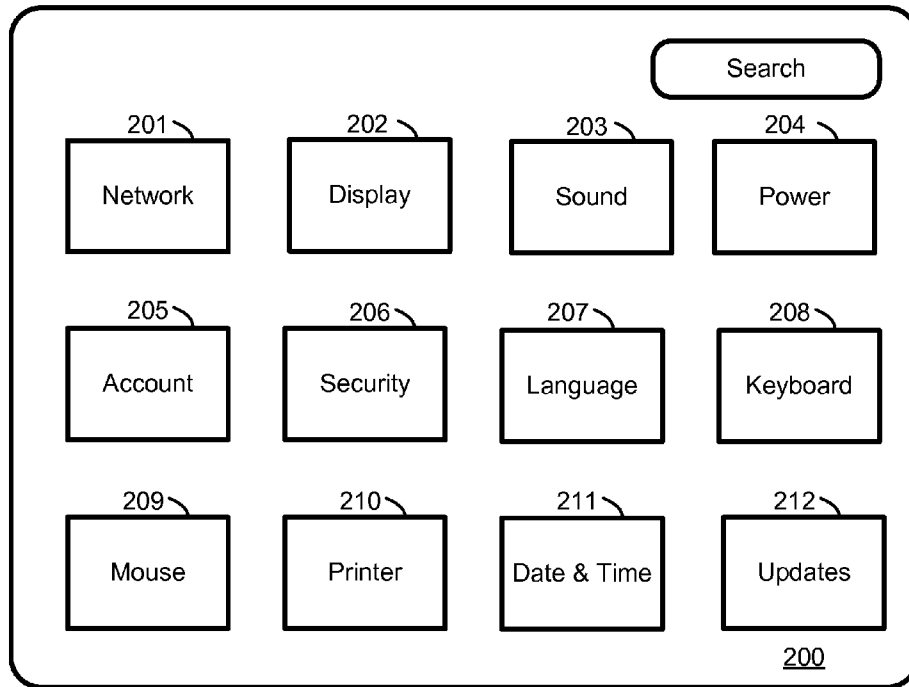 Search
201 202 203 204
Network Display Sound Power
205 206 207 208
Account Security Language Keyboard
209 210 211 212
Mouse Printer Date & Time Updates
200